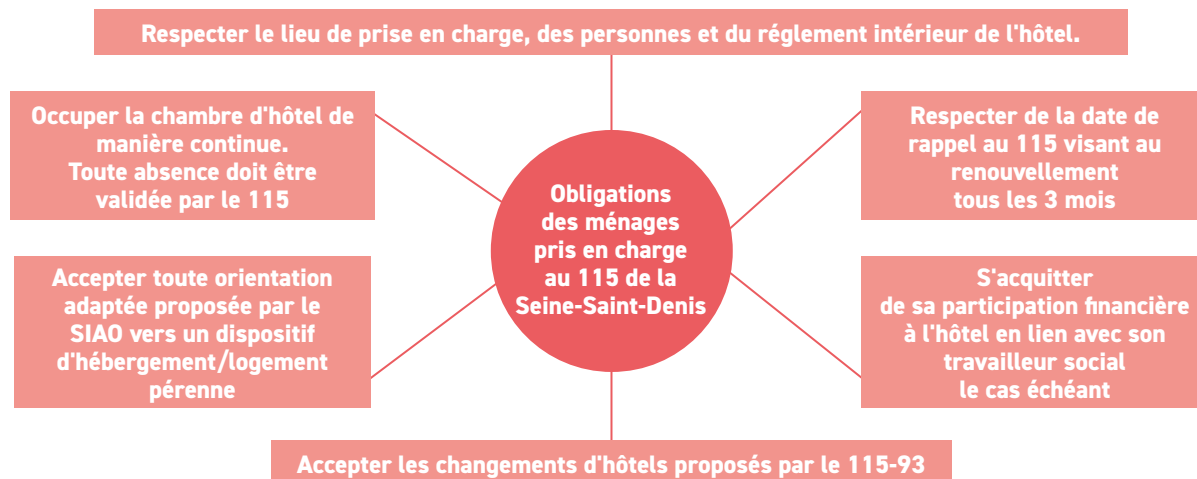 Respecter le lieu de prise en charge, des personnes et du réglement intérieur de l'hôtel.
Occuper la chambre d'hôtel de
manière continue.
Toute absence doit être
validée par le 115
Respecter de la date de
rappel au 115 visant au
renouvellement
tous les 3 mois
Obligations
des ménages
pris en charge
au 115 de la
Seine-Saint-Denis
Accepter toute orientation
adaptée proposée par le
SIAO vers un dispositif
d'hébergement/logement
pérenne
S'acquitter
de sa participation financière
à l'hôtel en lien avec son
travailleur social
le cas échéant
Accepter les changements d'hôtels proposés par le 115-93